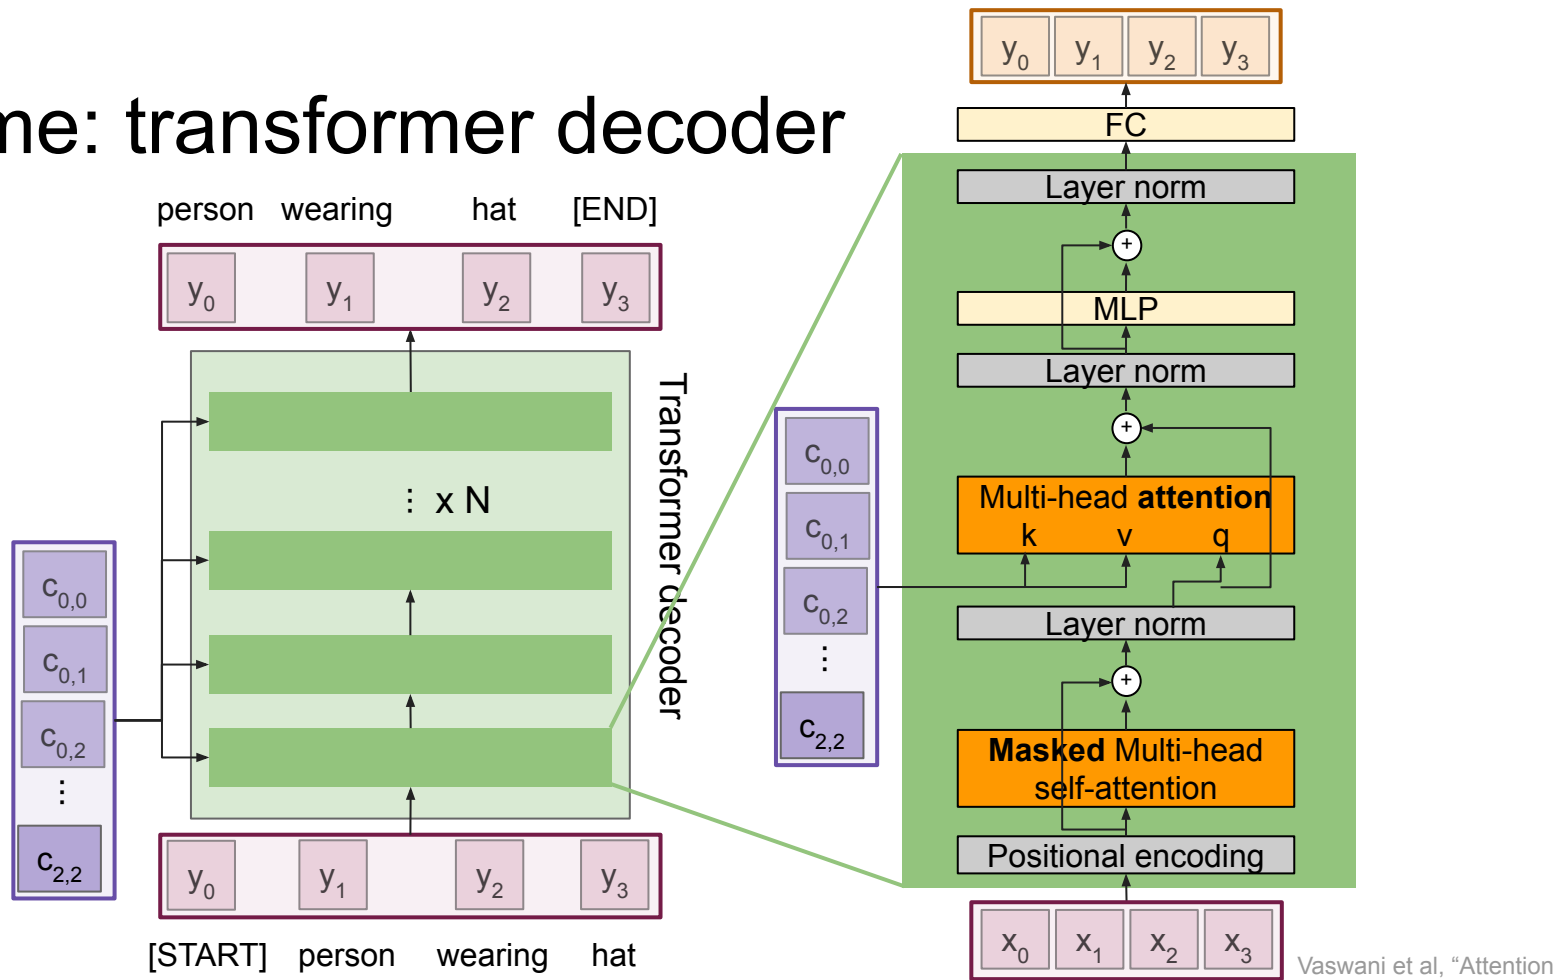 me: transformer decoder
person wearing hat [END]
y0 y1 y2 y3
⋮ x N
Transformer decoder
c0,0
c0,1
c0,2
⋮
c2,2
y0 y1 y2 y3
[START] person wearing hat
y0 y1 y2 y3
FC
Layer norm
+
MLP
Layer norm
+
Multi-head attention
k v q
Layer norm
+
Masked Multi-head
self-attention
Positional encoding
x0 x1 x2 x3
c0,0
c0,1
c0,2
⋮
c2,2
Vaswani et al, “Attention